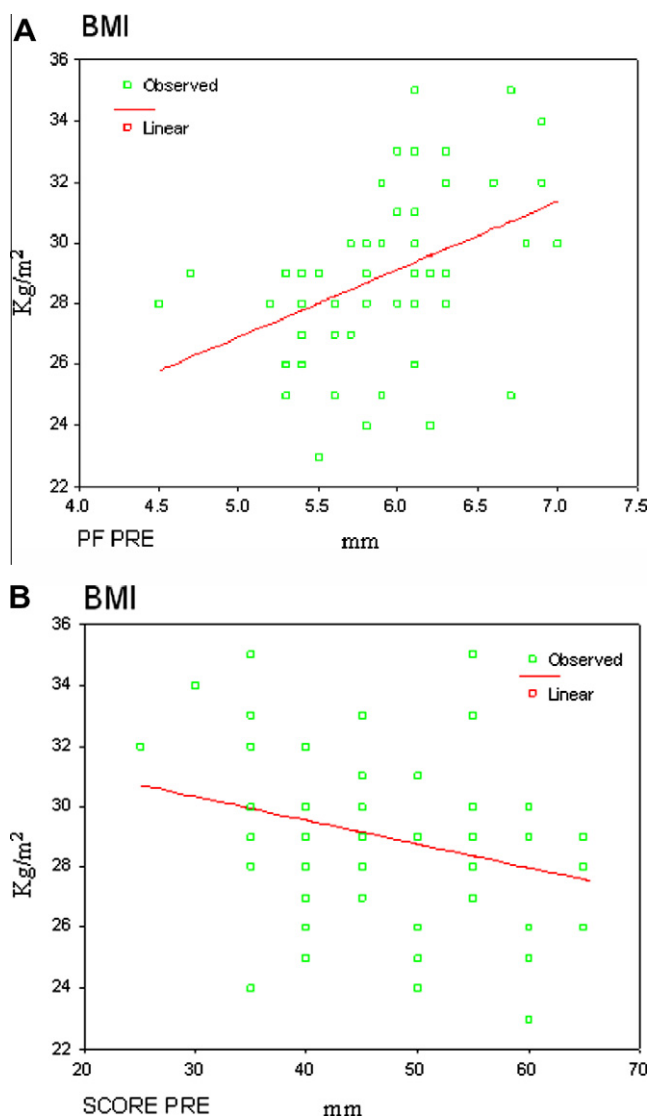 A BMI
36
34
32
30
28
26
24
22
Kg/m²
Observed
Linear
4.0 4.5 5.0 5.5 6.0 6.5 7.0 7.5
PF PRE mm
B BMI
36
34
32
30
28
26
24
22
Kg/m²
Observed
Linear
20 30 40 50 60 70
SCORE PRE mm